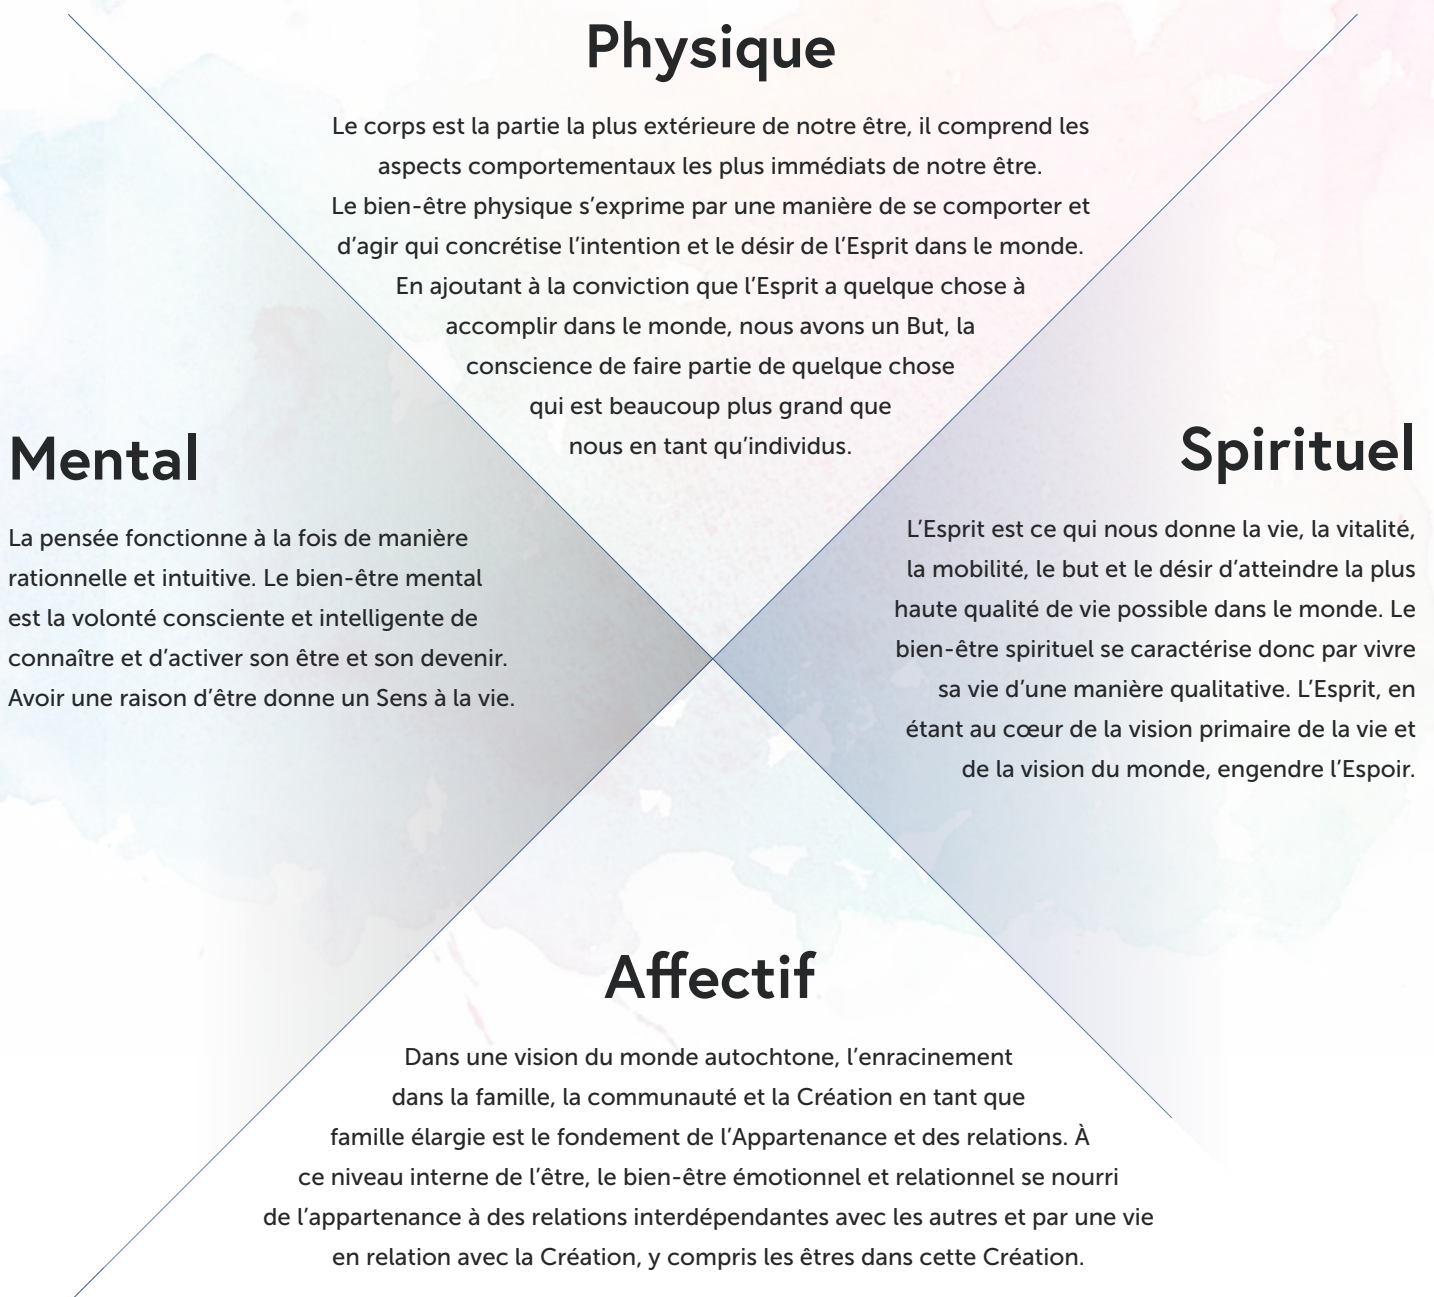 Physique
Le corps est la partie la plus extérieure de notre être, il comprend les
aspects comportementaux les plus immédiats de notre être.
Le bien-être physique s’exprime par une manière de se comporter et
d’agir qui concrétise l’intention et le désir de l’Esprit dans le monde.
En ajoutant à la conviction que l’Esprit a quelque chose à
accomplir dans le monde, nous avons un But, la
conscience de faire partie de quelque chose
qui est beaucoup plus grand que
nous en tant qu’individus.
Mental
La pensée fonctionne à la fois de manière
rationnelle et intuitive. Le bien-être mental
est la volonté consciente et intelligente de
connaître et d’activer son être et son devenir.
Avoir une raison d’être donne un Sens à la vie.
Spirituel
L’Esprit est ce qui nous donne la vie, la vitalité,
la mobilité, le but et le désir d’atteindre la plus
haute qualité de vie possible dans le monde. Le
bien-être spirituel se caractérise donc par vivre
sa vie d’une manière qualitative. L’Esprit, en
étant au cœur de la vision primaire de la vie et
de la vision du monde, engendre l’Espoir.
Affectif
Dans une vision du monde autochtone, l’enracinement
dans la famille, la communauté et la Création en tant que
famille élargie est le fondement de l’Appartenance et des relations. À
ce niveau interne de l’être, le bien-être émotionnel et relationnel se nourri
de l’appartenance à des relations interdépendantes avec les autres et par une vie
en relation avec la Création, y compris les êtres dans cette Création.